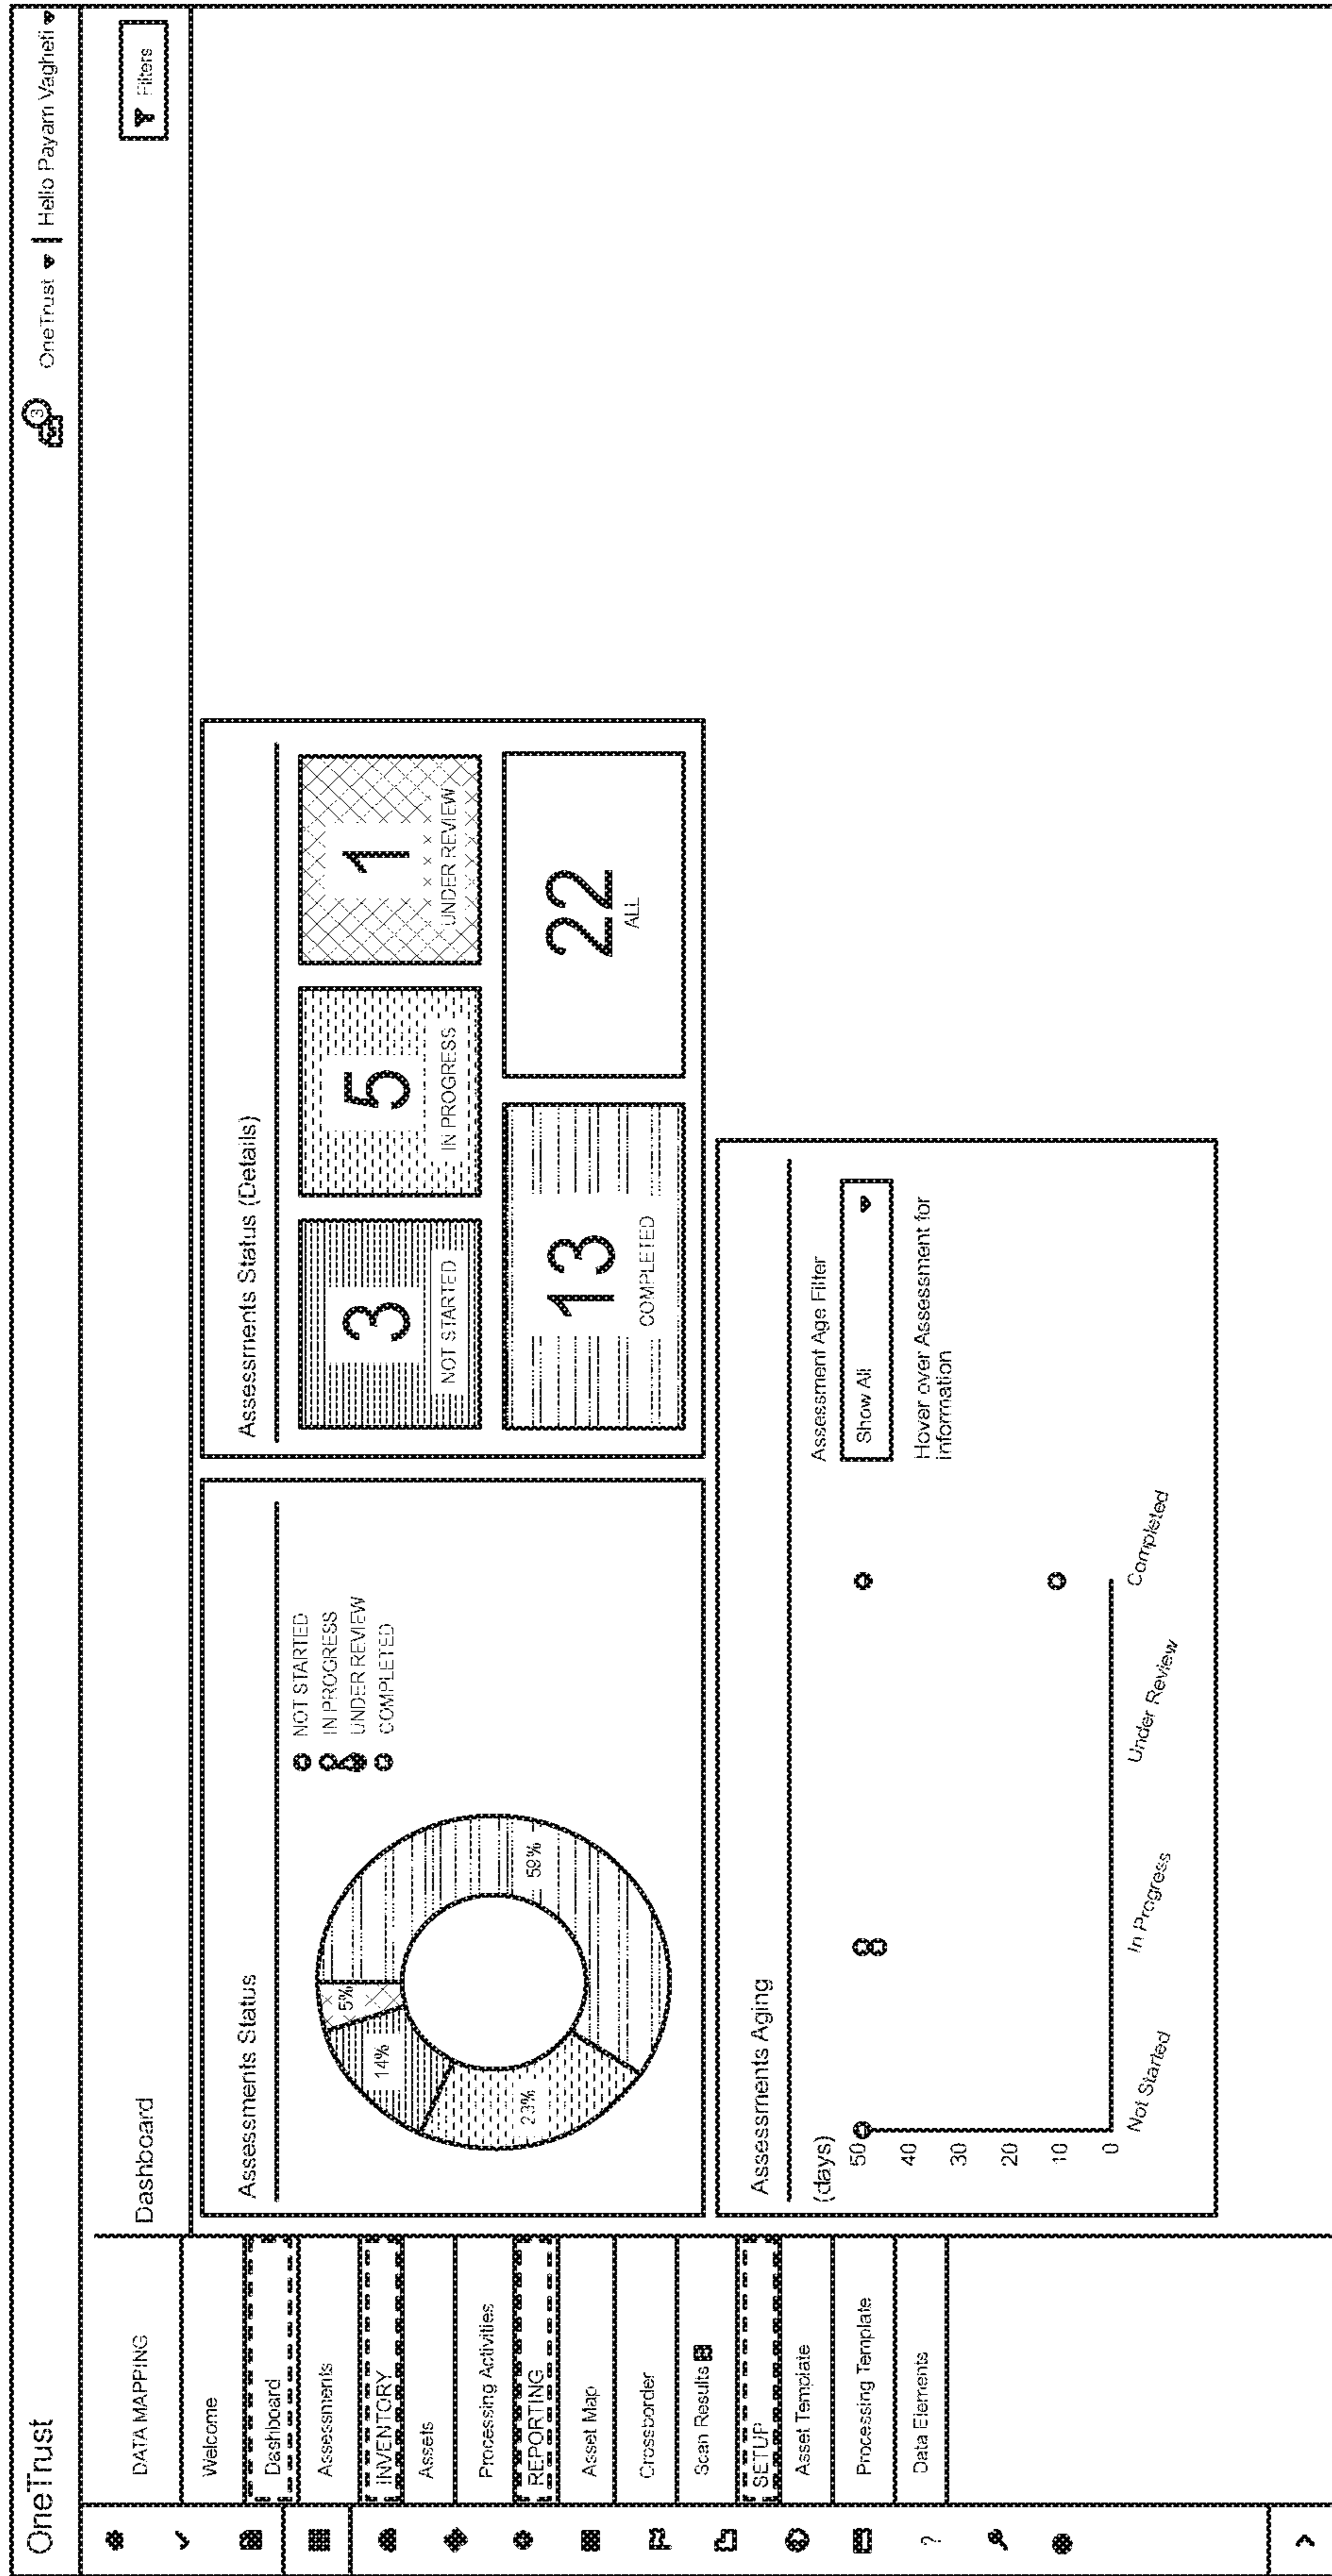 OneTrust
3
OneTrust
Hello Payam Vagheti
DATA MAPPING
Welcome
Dashboard
Assessments
INVENTORY
Assets
Processing Activities
REPORTING
Asset Map
Crossborder
Scan Results
SETUP
Asset Template
Processing Template
Data Elements
?
Dashboard
Filters
Assessments Status
5%
14%
23%
59%
NOT STARTED
IN PROGRESS
UNDER REVIEW
COMPLETED
Assessments Status (Details)
3
NOT STARTED
5
IN PROGRESS
1
UNDER REVIEW
13
COMPLETED
22
ALL
Assessments Aging
(days)
50
40
30
20
10
0
Not Started
In Progress
Under Review
Completed
Assessment Age Filter
Show All
Hover over Assessment for
information